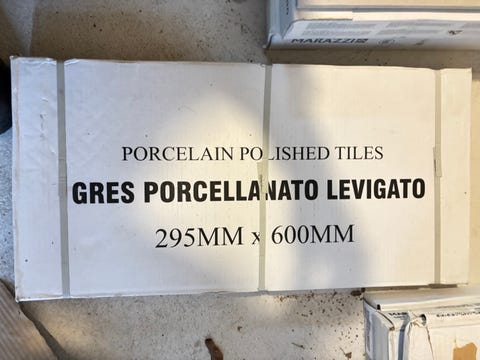 MARAZZI
PORCELAIN POLISHED TILES
GRES PORCELLANATO LEVIGATO
295MM x 600MM